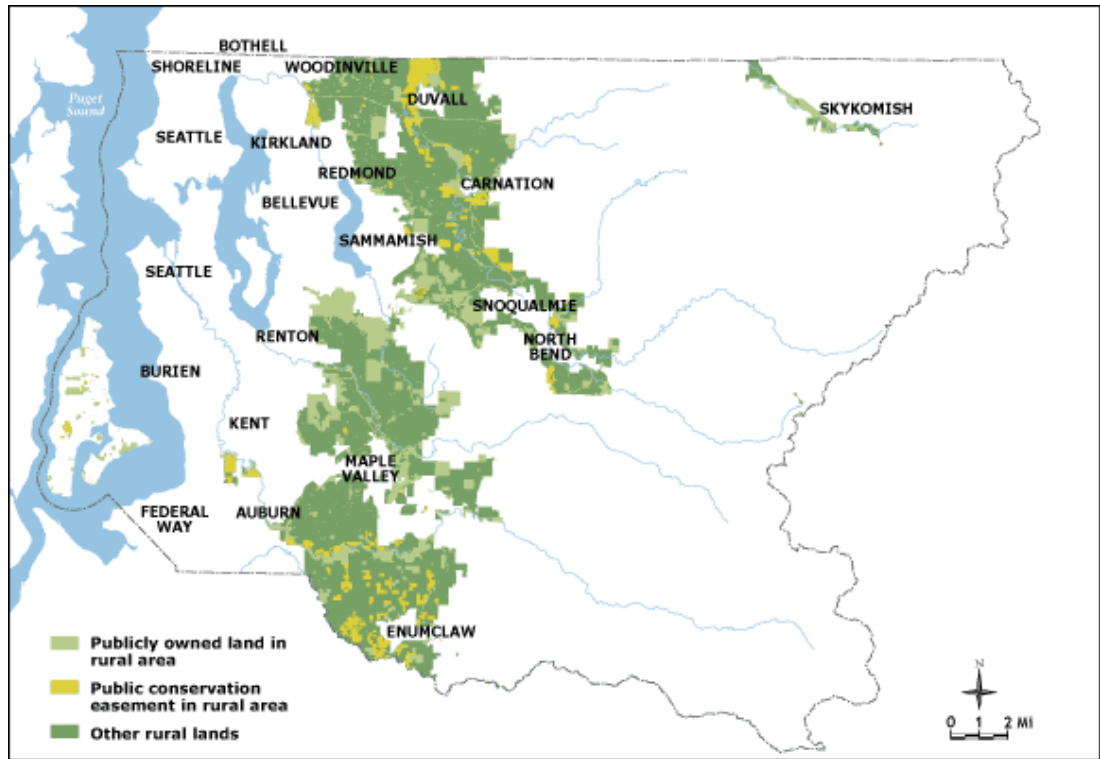 BOTHELL
SHORELINE
WOODINVILLE
Puget
Sound
DUVALL
SKYKOMISH
SEATTLE
KIRKLAND
REDMOND
CARNATION
BELLEVUE
SAMMAMISH
SEATTLE
SNOQUALMIE
RENTON
NORTH
BEND
BURIEN
KENT
MAPLE
VALLEY
FEDERAL
WAY
AUBURN
ENUMCLAW
Publicly owned land in
rural area
Public conservation
easement in rural area
Other rural lands
N
0 1 2 MI